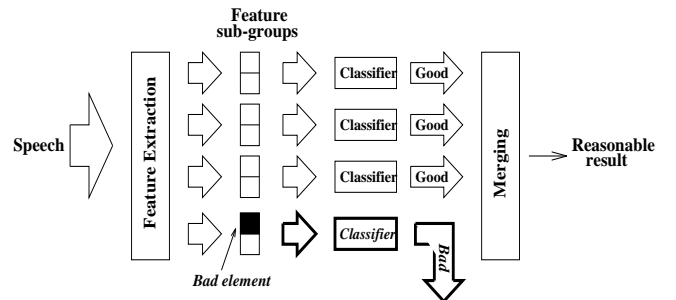 Feature
sub-groups
Speech
Feature Extraction
Classifier
Good
Classifier
Good
Classifier
Good
Classifier
Bad
Bad element
Merging
Reasonable
result